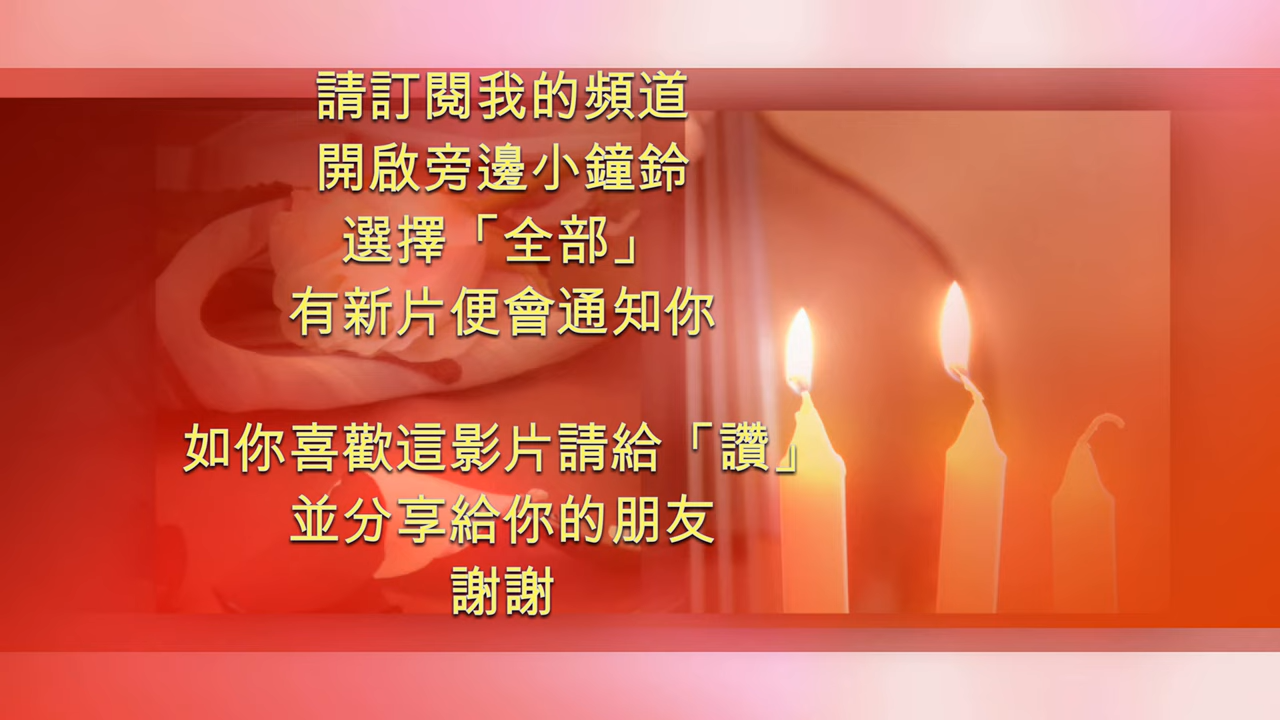 請訂閱我的頻道
開啟旁邊小鐘鈴
選擇「全部」
有新片便會通知你
如你喜歡這影片請給「讚」
並分享給你的朋友
謝謝